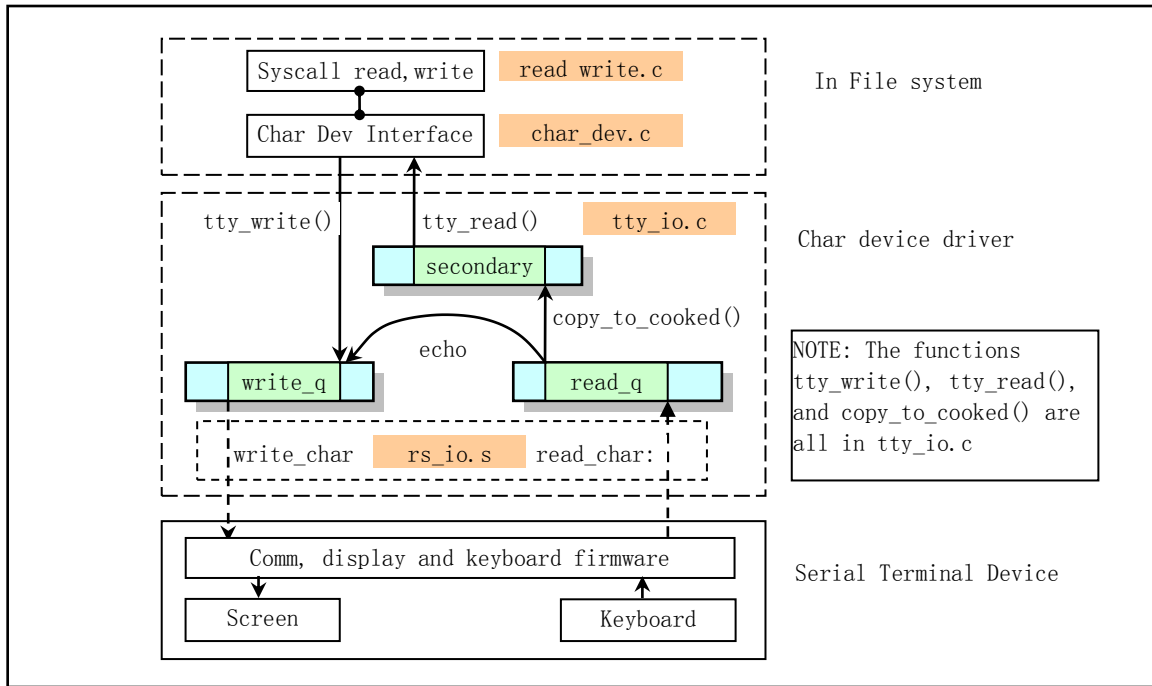 Syscall read,write
read write.c
In File system
Char Dev Interface
char_dev.c
tty_write()
tty_read()
tty_io.c
Char device driver
secondary
copy_to_cooked()
echo
write_q
read_q
NOTE: The functions
tty_write(), tty_read(),
and copy_to_cooked() are
all in tty_io.c
write_char
rs_io.s
read_char:
Comm, display and keyboard firmware
Serial Terminal Device
Screen
Keyboard